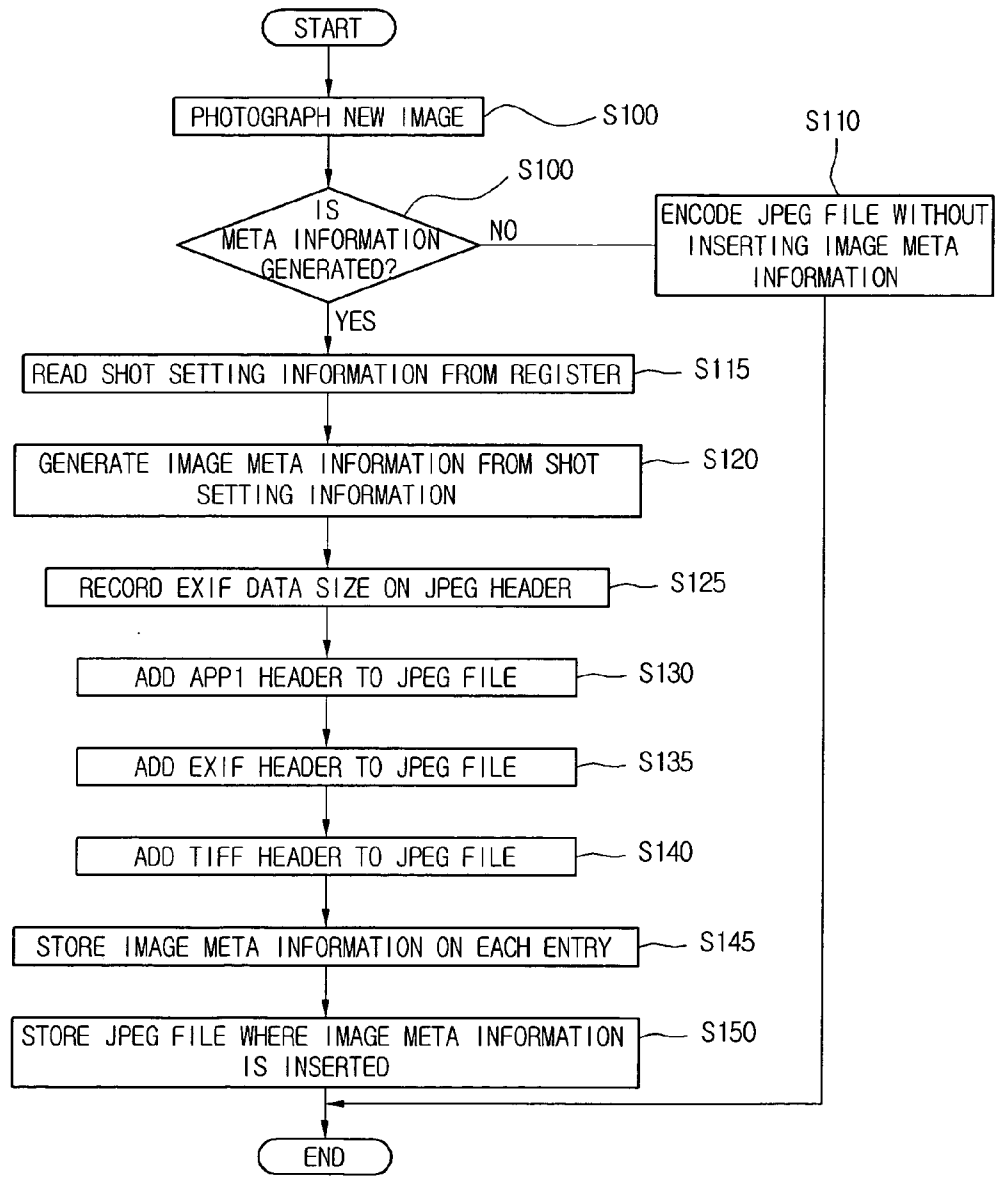 START
PHOTOGRAPH NEW IMAGE
S100
S110
S100
IS
META INFORMATION
GENERATED?
NO
ENCODE JPEG FILE WITHOUT
INSERTING IMAGE META
INFORMATION
YES
READ SHOT SETTING INFORMATION FROM REGISTER
S115
GENERATE IMAGE META INFORMATION FROM SHOT
SETTING INFORMATION
S120
RECORD EXIF DATA SIZE ON JPEG HEADER
S125
ADD APP1 HEADER TO JPEG FILE
S130
ADD EXIF HEADER TO JPEG FILE
S135
ADD TIFF HEADER TO JPEG FILE
S140
STORE IMAGE META INFORMATION ON EACH ENTRY
S145
STORE JPEG FILE WHERE IMAGE META INFORMATION
IS INSERTED
S150
END